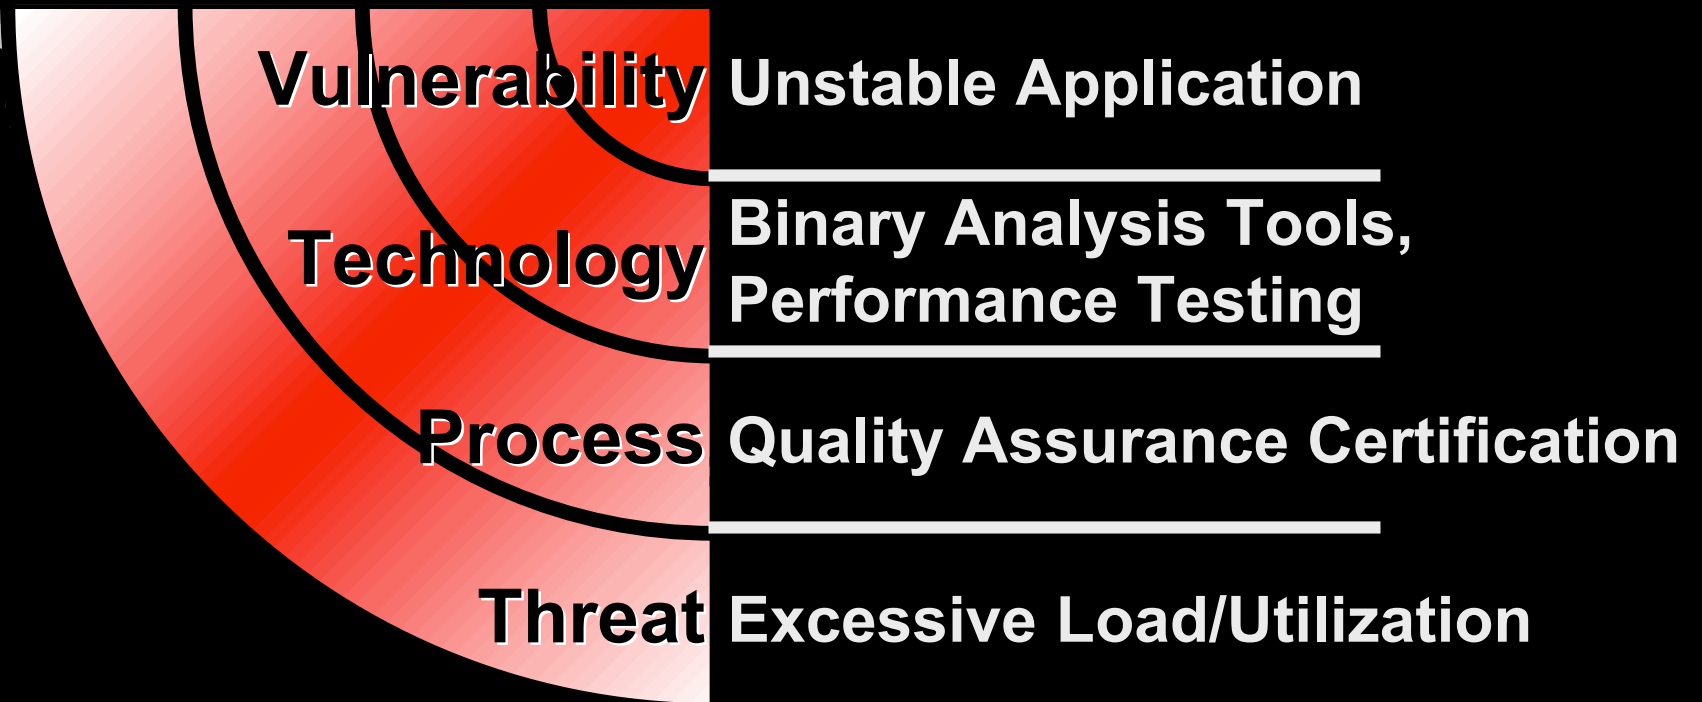 Vulnerability Unstable Application
Technology Binary Analysis Tools,
Performance Testing
Process Quality Assurance Certification
Threat Excessive Load/Utilization